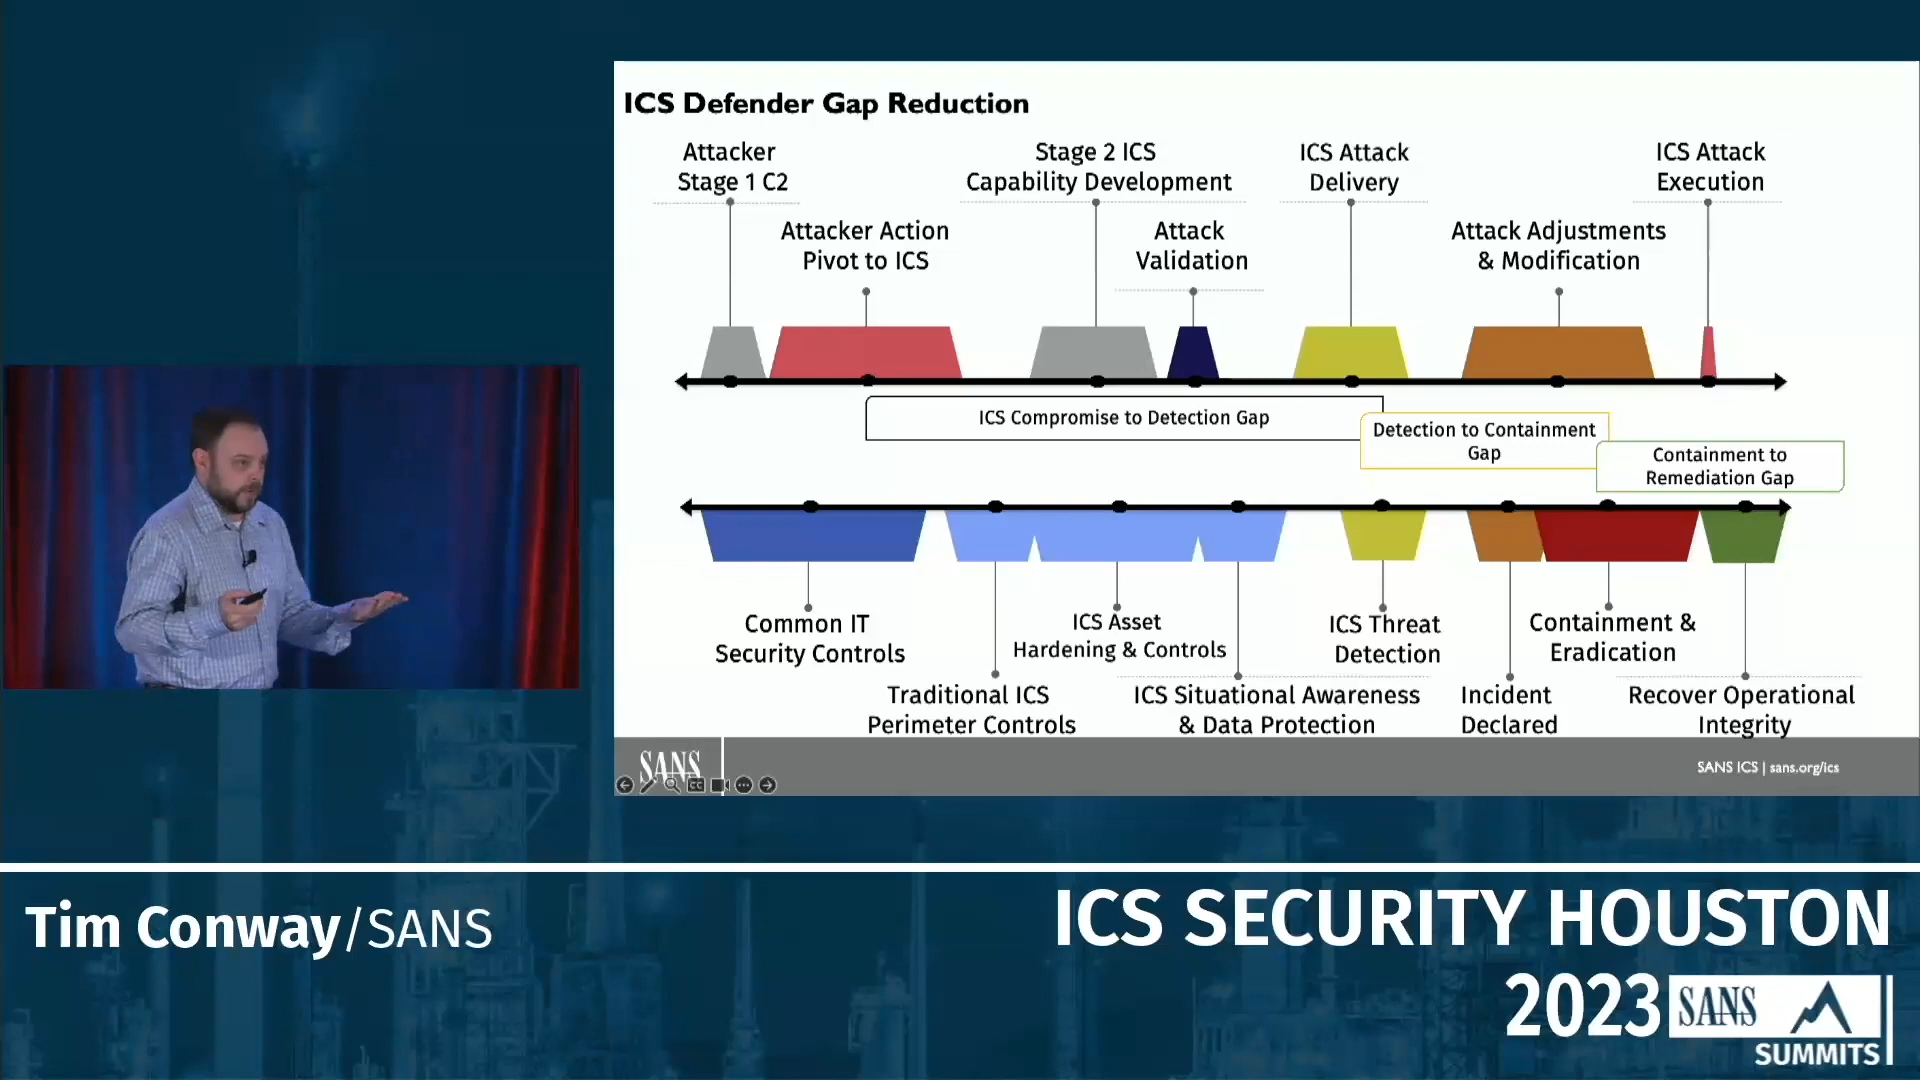 ICS Defender Gap Reduction
Attacker
Stage 1 C2
Stage 2 ICS
Capability Development
ICS Attack
Delivery
ICS Attack
Execution
Attacker Action
Pivot to ICS
Attack
Validation
Attack Adjustments
& Modification
ICS Compromise to Detection Gap
Detection to Containment
Gap
Containment to
Remediation Gap
Common IT
Security Controls
ICS Asset
Hardening & Controls
ICS Threat
Detection
Containment &
Eradication
Traditional ICS
Perimeter Controls
ICS Situational Awareness
& Data Protection
Incident
Declared
Recover Operational
Integrity
SANS
CC
SANS ICS | sans.org/ics
Tim Conway/SANS
ICS SECURITY HOUSTON
2023
SANS
SUMMITS